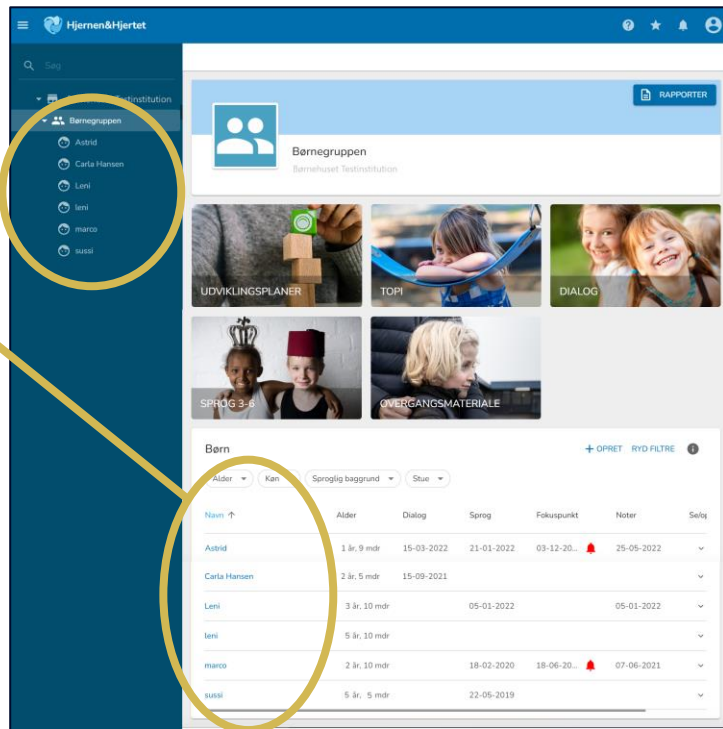 Hjernen&Hjertet
Søg
Testinstitution
Børnegruppen
Astrid
Carla Hansen
Leni
leni
marco
sussi
RAPPORTER
Børnegruppen
Børnehuset Testinstitution
UDVIKLINGSPLANER
TOPI
DIALOG
SPROG 3-6
OVERGANGSMATERIALE
Børn
+ OPRET RYD FILTRE
Alder Køn Sproglig baggrund Stue
Navn ↑ Alder Dialog Sprog Fokuspunkt Noter Se/op
Astrid 1 år, 9 mdr 15-03-2022 21-01-2022 03-12-20... 25-05-2022
Carla Hansen 2 år, 5 mdr 15-09-2021
Leni 3 år, 10 mdr 05-01-2022 05-01-2022
leni 5 år, 10 mdr
marco 2 år, 10 mdr 18-02-2020 18-06-20... 07-06-2021
sussi 5 år, 5 mdr 22-05-2019